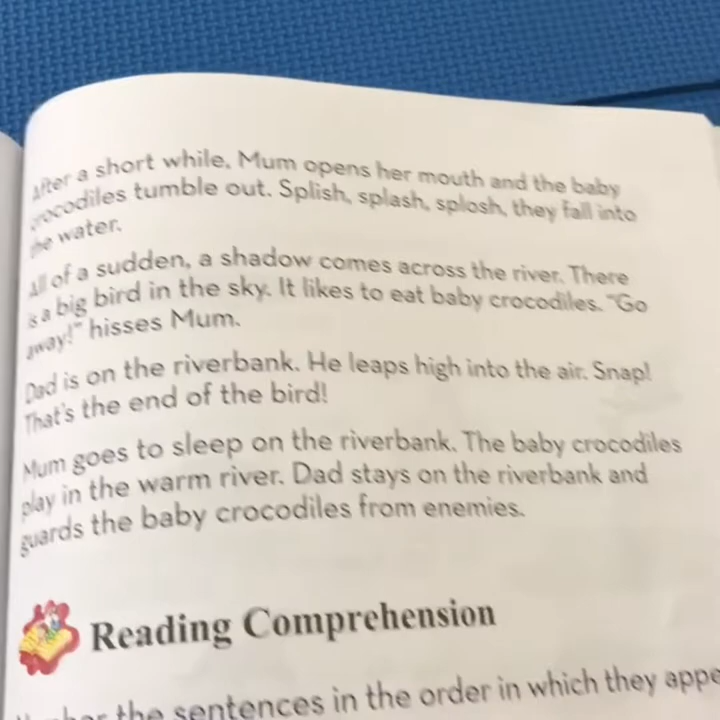 After a short while, Mum opens her mouth and the baby
crocodiles tumble out. Splish, splash, splosh, they fall into
the water.
All of a sudden, a shadow comes across the river. There
is a big bird in the sky. It likes to eat baby crocodiles. "Go
away!" hisses Mum.
Dad is on the riverbank. He leaps high into the air. Snap!
That's the end of the bird!
Mum goes to sleep on the riverbank. The baby crocodiles
play in the warm river. Dad stays on the riverbank and
guards the baby crocodiles from enemies.
Reading Comprehension
the sentences in the order in which they appe